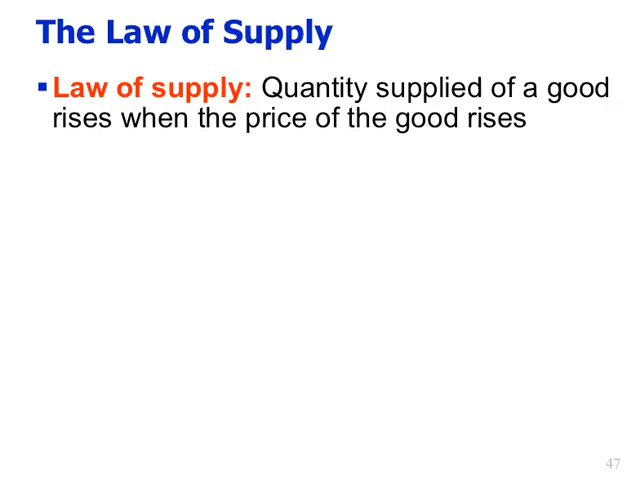 The Law of Supply
▪ Law of supply: Quantity supplied of a good
rises when the price of the good rises
47